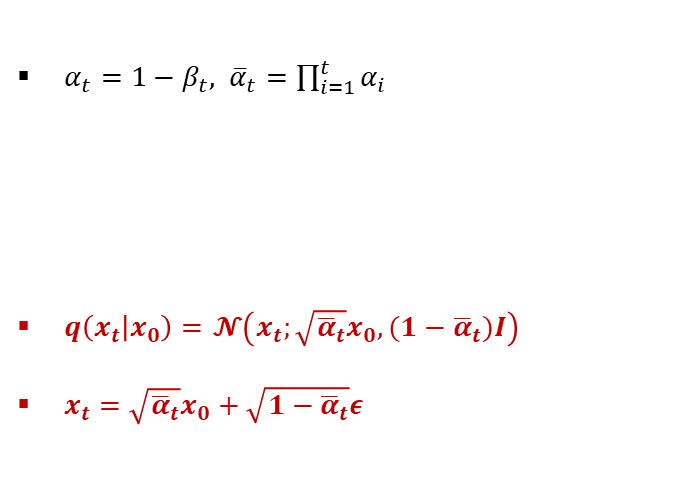 ▪ αₜ = 1 − βₜ, ᾱₜ = ∏ᵗᵢ₌₁ αᵢ
▪ q(xₜ|x₀) = 𝒩(xₜ; √ᾱₜ x₀, (1 − ᾱₜ)I)
▪ xₜ = √ᾱₜ x₀ + √(1 − ᾱₜ) ϵ